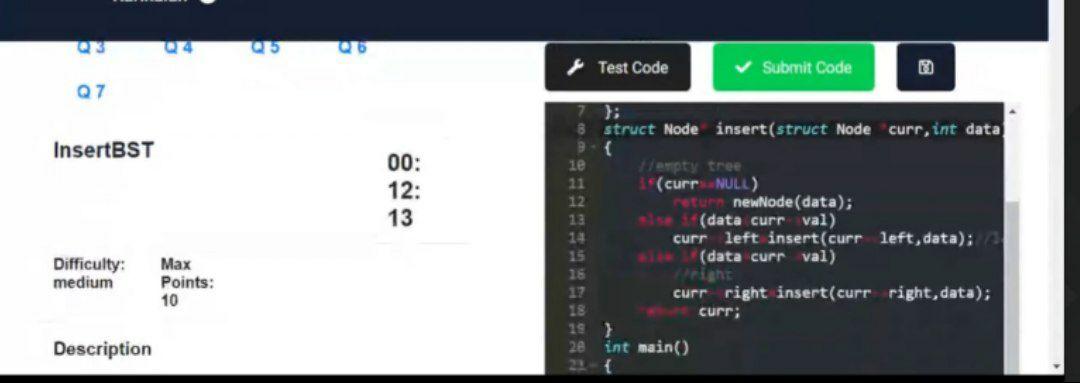 Q 3 Q 4 Q 5 Q 6
Q 7
InsertBST
00:
12:
13
Difficulty: medium
Max Points: 10
Description
Test Code
Submit Code
7 };
8 struct Node* insert(struct Node *curr,int data
9 {
10 //empty tree
11 if(curr==NULL)
12 return newNode(data);
13 else if(data curr->val)
14 curr->left=insert(curr->left,data);//
15 else if(data curr->val)
16 //right
17 curr->right=insert(curr->right,data);
18 return curr;
19 }
20 int main()
21 {